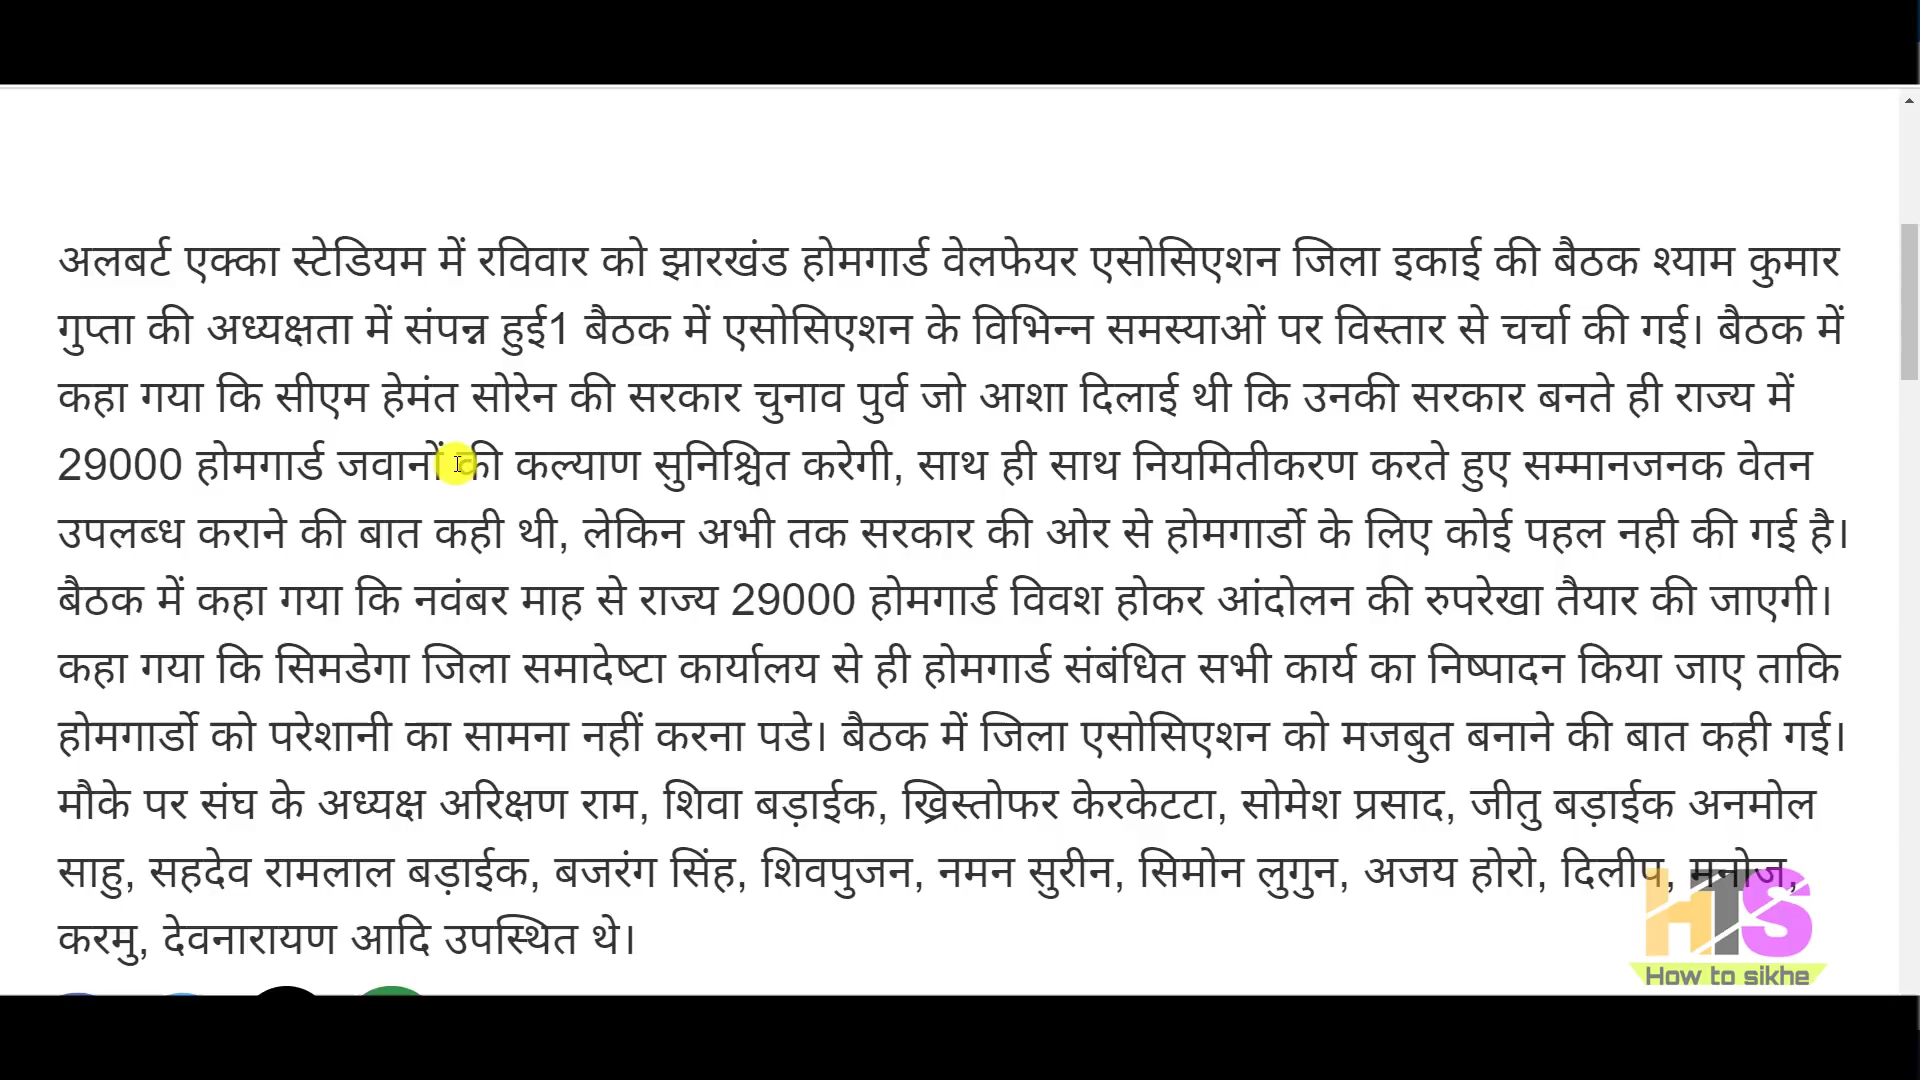 अलबर्ट एक्का स्टेडियम में रविवार को झारखंड होमगार्ड वेलफेयर एसोसिएशन जिला इकाई की बैठक श्याम कुमार
गुप्ता की अध्यक्षता में संपन्न हुई1 बैठक में एसोसिएशन के विभिन्न समस्याओं पर विस्तार से चर्चा की गई। बैठक में
कहा गया कि सीएम हेमंत सोरेन की सरकार चुनाव पुर्व जो आशा दिलाई थी कि उनकी सरकार बनते ही राज्य में
29000 होमगार्ड जवानों की कल्याण सुनिश्चित करेगी, साथ ही साथ नियमितीकरण करते हुए सम्मानजनक वेतन
उपलब्ध कराने की बात कही थी, लेकिन अभी तक सरकार की ओर से होमगार्डो के लिए कोई पहल नही की गई है।
बैठक में कहा गया कि नवंबर माह से राज्य 29000 होमगार्ड विवश होकर आंदोलन की रुपरेखा तैयार की जाएगी।
कहा गया कि सिमडेगा जिला समादेष्टा कार्यालय से ही होमगार्ड संबंधित सभी कार्य का निष्पादन किया जाए ताकि
होमगार्डो को परेशानी का सामना नहीं करना पडे। बैठक में जिला एसोसिएशन को मजबुत बनाने की बात कही गई।
मौके पर संघ के अध्यक्ष अरिक्षण राम, शिवा बड़ाईक, ख्रिस्तोफर केरकेटटा, सोमेश प्रसाद, जीतु बड़ाईक अनमोल
साहु, सहदेव रामलाल बड़ाईक, बजरंग सिंह, शिवपुजन, नमन सुरीन, सिमोन लुगुन, अजय होरो, दिलीप, मनोज,
करमु, देवनारायण आदि उपस्थित थे।
HTS
How to sikhe